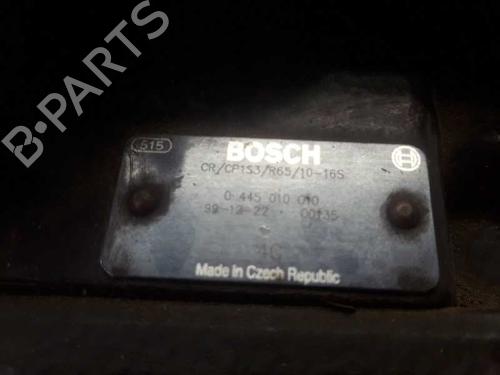 B-PARTS
515
BOSCH
CR/CP1S3/R65/10-16S
0 445 010 010
99-12-22 · 00135
4C
Made in Czech Republic